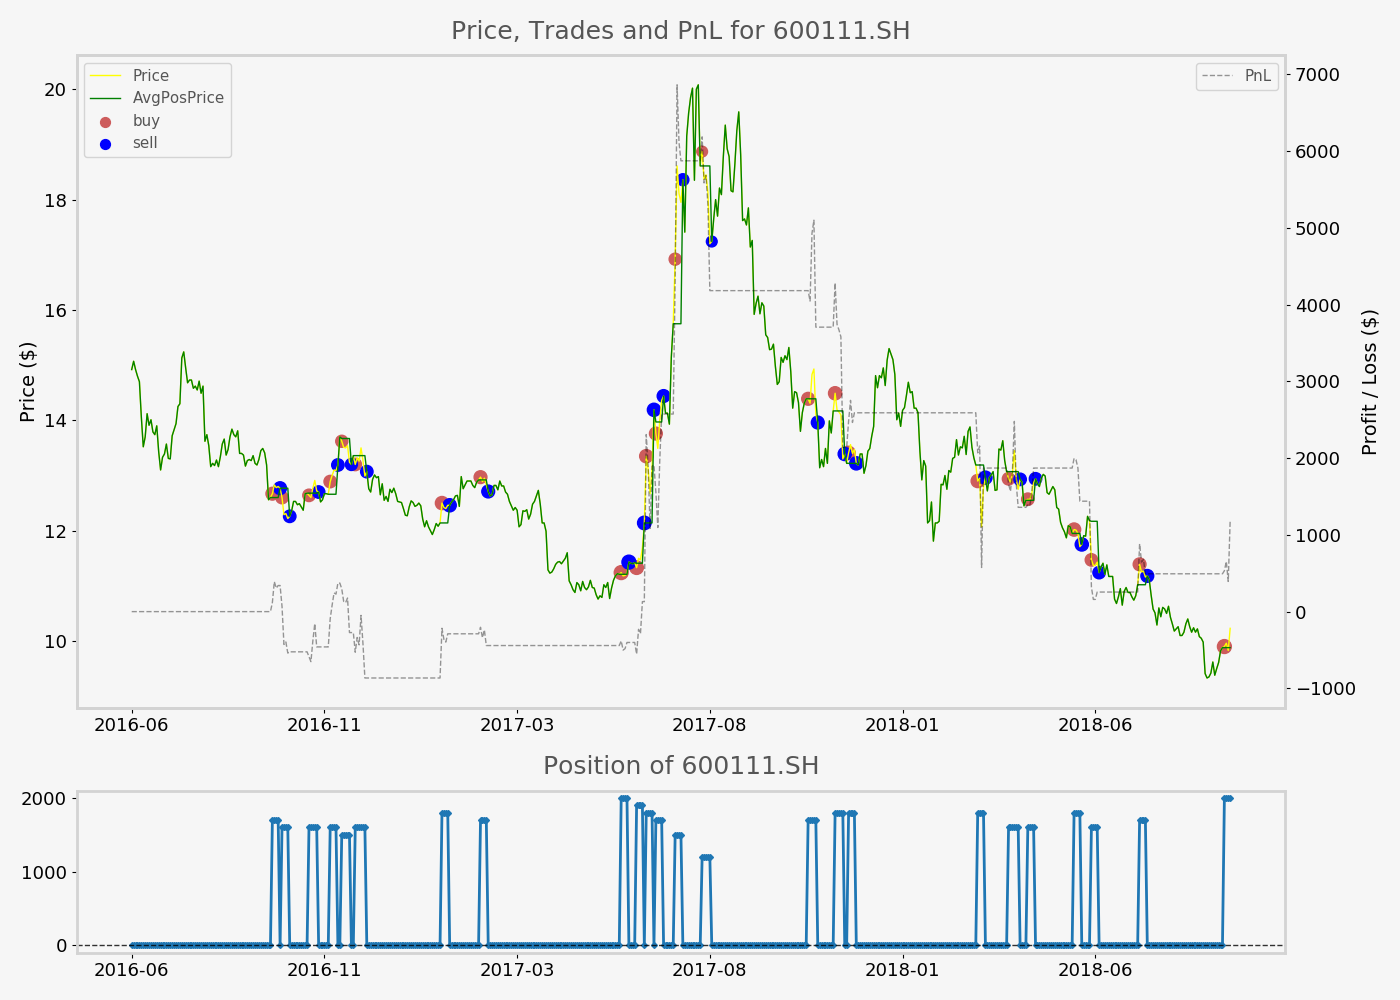 Price, Trades and PnL for 600111.SH
Price
AvgPosPrice
buy
sell
PnL
Price ($)
20
18
16
14
12
10
7000
6000
5000
4000
3000
2000
1000
0
−1000
Profit / Loss ($)
2016-06 2016-11 2017-03 2017-08 2018-01 2018-06
Position of 600111.SH
2000
1000
0
2016-06 2016-11 2017-03 2017-08 2018-01 2018-06